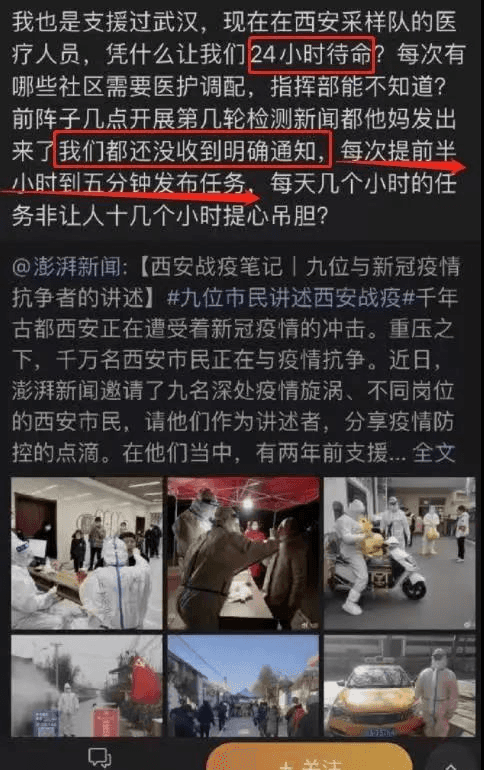 我也是支援过武汉，现在在西安采样队的医
疗人员，凭什么让我们24小时待命？每次有
哪些社区需要医护调配，指挥部能不知道？
前阵子几点开展第几轮检测新闻都他妈发出
来了我们都还没收到明确通知，每次提前半
小时到五分钟发布任务，每天几个小时的任
务非让人十几个小时提心吊胆？
@澎湃新闻:【西安战疫笔记｜九位与新冠疫情
抗争者的讲述】#九位市民讲述西安战疫#千年
古都西安正在遭受着新冠疫情的冲击。重压之
下，千万名西安市民正在与疫情抗争。近日，
澎湃新闻邀请了九名深处疫情旋涡、不同岗位
的西安市民，请他们作为讲述者，分享疫情防
控的点滴。在他们当中，有两年前支援... 全文
+ 关注